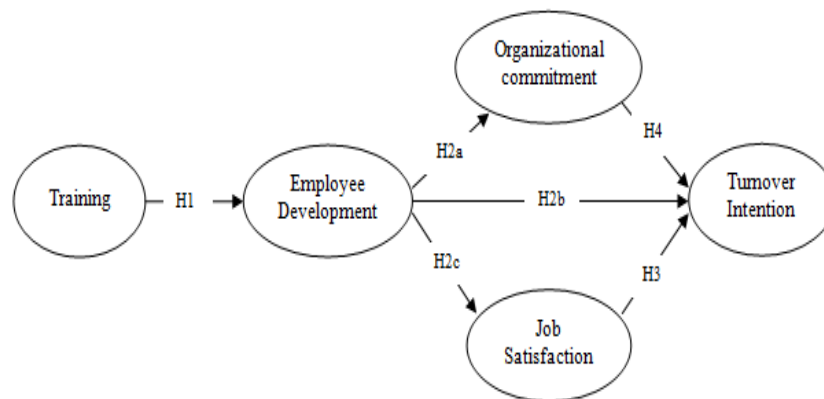 Organizational
commitment
H2a
H4
Training
H1
Employee
Development
H2b
Turnover
Intention
H2c
H3
Job
Satisfaction